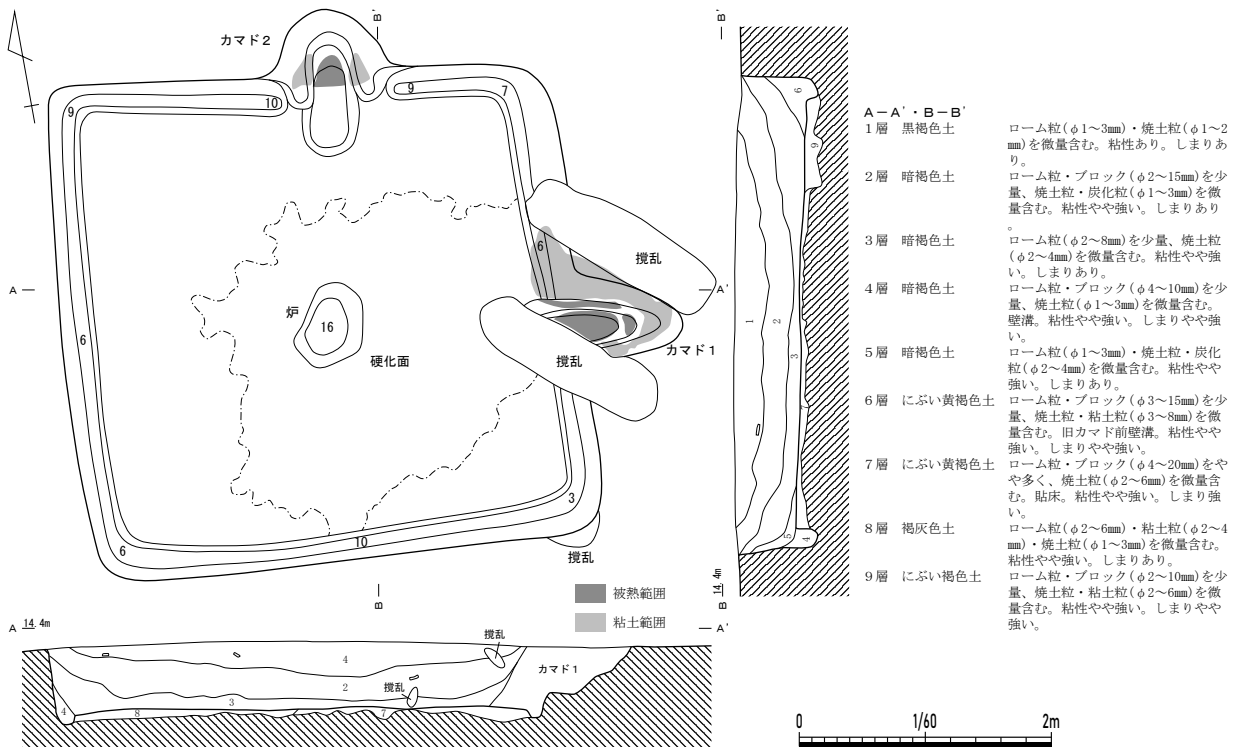 カマド2
B'
B'
9
10
9
7
6
撹乱
A
A'
炉
16
硬化面
カマド1
撹乱
6
6
10
3
撹乱
B
B 14.4m
被熱範囲
粘土範囲
A 14.4m
A'
撹乱
カマド1
撹乱
4
2
3
4
8
7
6
9
1
2
3
7
5
4
A－A'・B－B'
1層 黒褐色土 ローム粒(φ1～3mm)・焼土粒(φ1～2
mm)を微量含む。粘性あり。しまりあ
り。
2層 暗褐色土 ローム粒・ブロック(φ2～15mm)を少
量、焼土粒・炭化粒(φ1～3mm)を微
量含む。粘性やや強い。しまりあり
。
3層 暗褐色土 ローム粒(φ2～8mm)を少量、焼土粒
(φ2～4mm)を微量含む。粘性やや強
い。しまりあり。
4層 暗褐色土 ローム粒・ブロック(φ4～10mm)を少
量、焼土粒(φ1～3mm)を微量含む。
壁溝。粘性やや強い。しまりやや強
い。
5層 暗褐色土 ローム粒(φ1～3mm)・焼土粒・炭化
粒(φ2～4mm)を微量含む。粘性やや
強い。しまりあり。
6層 にぶい黄褐色土 ローム粒・ブロック(φ3～15mm)を少
量、焼土粒・粘土粒(φ3～8mm)を微
量含む。旧カマド前壁溝。粘性やや
強い。しまりやや強い。
7層 にぶい黄褐色土 ローム粒・ブロック(φ4～20mm)をや
や多く、焼土粒(φ2～6mm)を微量含
む。貼床。粘性やや強い。しまり強
い。
8層 褐灰色土 ローム粒(φ2～6mm)・粘土粒(φ2～4
mm)・焼土粒(φ1～3mm)を微量含む。
粘性やや強い。しまりあり。
9層 にぶい褐色土 ローム粒・ブロック(φ2～10mm)を少
量、焼土粒・粘土粒(φ2～6mm)を微
量含む。粘性やや強い。しまりやや
強い。
0 1/60 2m